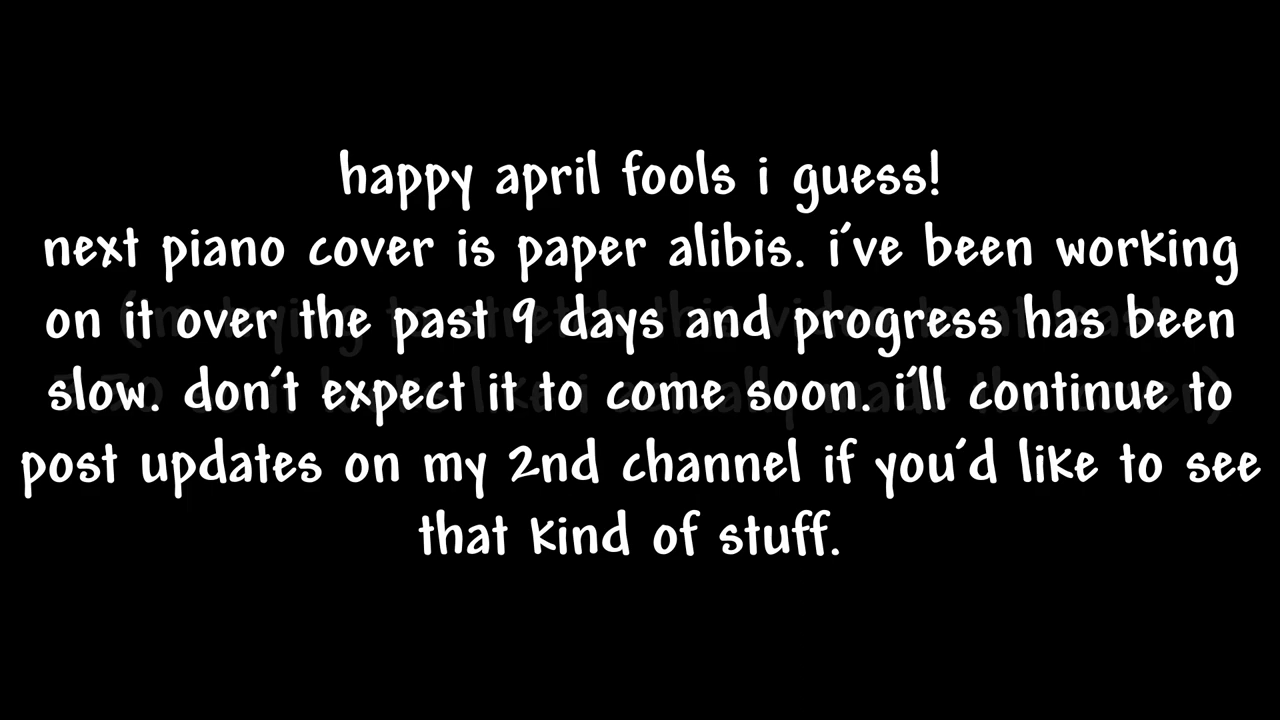 happy april fools i guess!
next piano cover is paper alibis. i've been working
on it over the past 9 days and progress has been
slow. don't expect it to come soon. i'll continue to
post updates on my 2nd channel if you'd like to see
that kind of stuff.